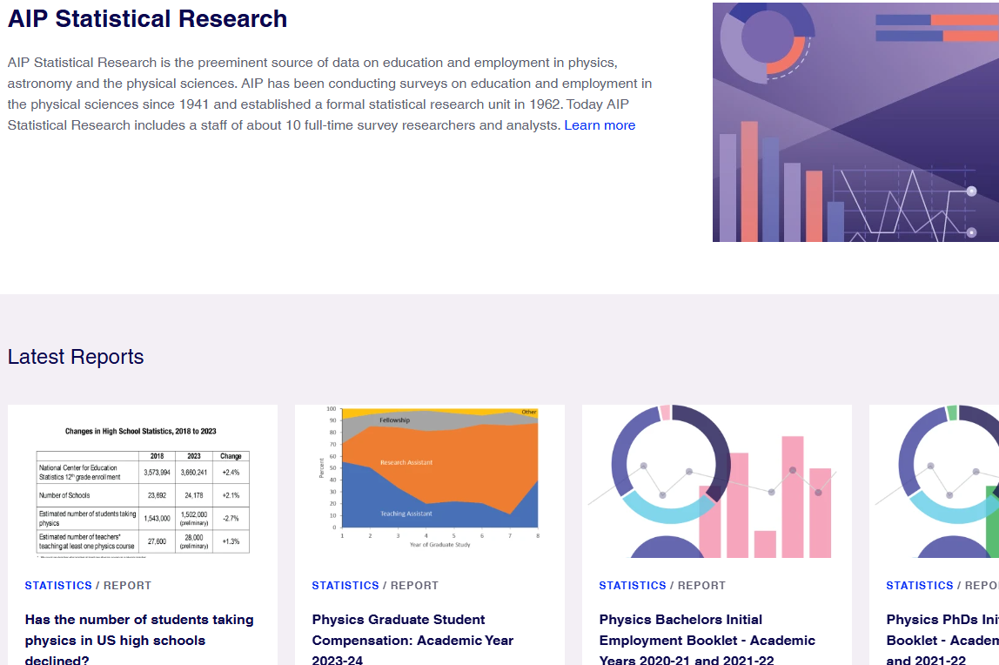 AIP Statistical Research
AIP Statistical Research is the preeminent source of data on education and employment in physics,
astronomy and the physical sciences. AIP has been conducting surveys on education and employment in
the physical sciences since 1941 and established a formal statistical research unit in 1962. Today AIP
Statistical Research includes a staff of about 10 full-time survey researchers and analysts. Learn more
Latest Reports
Changes in High School Statistics, 2018 to 2023
2018 2023 Change
National Center for Education
Statistics 12th grade enrollment 3,573,994 3,660,241 +2.4%
Number of Schools 23,692 24,178 +2.1%
Estimated number of students taking
physics 1,543,000 1,502,000 (preliminary) -2.7%
Estimated number of teachers*
teaching at least one physics course 27,600 28,000 (preliminary) +1.3%
STATISTICS / REPORT
Has the number of students taking
physics in US high schools
declined?
100
90
80
70
60
50
40
30
20
10
0
Percent
Other
Fellowship
Research Assistant
Teaching Assistant
1 2 3 4 5 6 7 8
Year of Graduate Study
STATISTICS / REPORT
Physics Graduate Student
Compensation: Academic Year
2023-24
STATISTICS / REPORT
Physics Bachelors Initial
Employment Booklet - Academic
Years 2020-21 and 2021-22
STATISTICS / REPO
Physics PhDs Ini
Booklet - Academ
and 2021-22